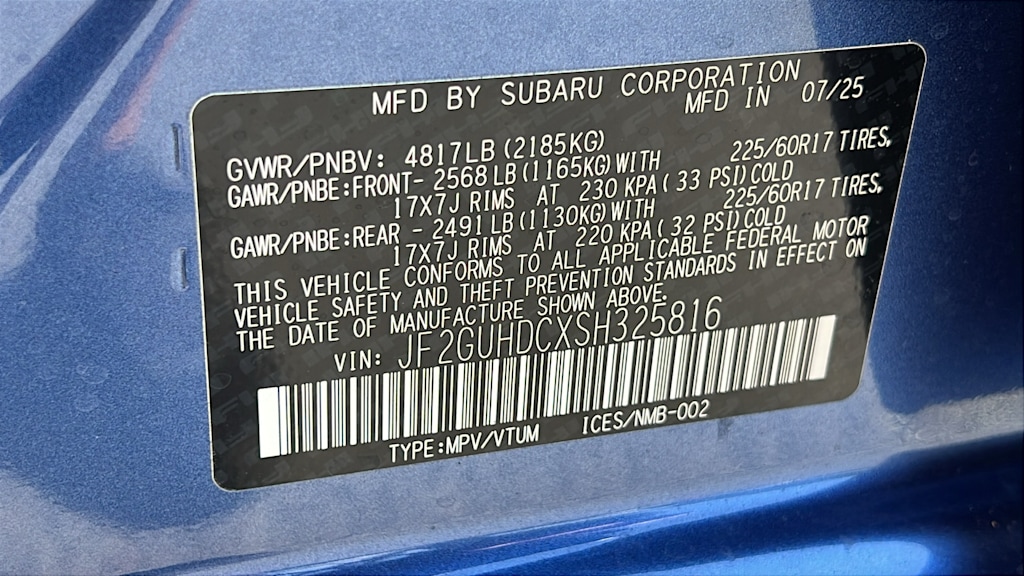 MFD BY SUBARU CORPORATION
MFD IN 07/25
GVWR/PNBV: 4817LB (2185KG)
GAWR/PNBE:FRONT- 2568 LB (1165KG) WITH 225/60R17 TIRES,
17X7J RIMS AT 230 KPA ( 33 PSI) COLD
GAWR/PNBE:REAR - 2491 LB (1130KG) WITH 225/60R17 TIRES,
17X7J RIMS AT 220 KPA ( 32 PSI) COLD
THIS VEHICLE CONFORMS TO ALL APPLICABLE FEDERAL MOTOR
VEHICLE SAFETY AND THEFT PREVENTION STANDARDS IN EFFECT ON
THE DATE OF MANUFACTURE SHOWN ABOVE.
VIN: JF2GUHDCXSH325816
TYPE:MPV/VTUM ICES/NMB-002